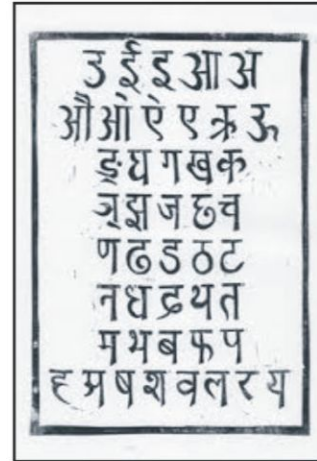 उ ई इ आ अ
औ ओ ऐ ए ऋ ऊ
ङ घ ग ख क
ञ झ ज छ च
ण ढ ड ठ ट
न ध द थ त
म भ ब फ प
ह स ष श व ल र य